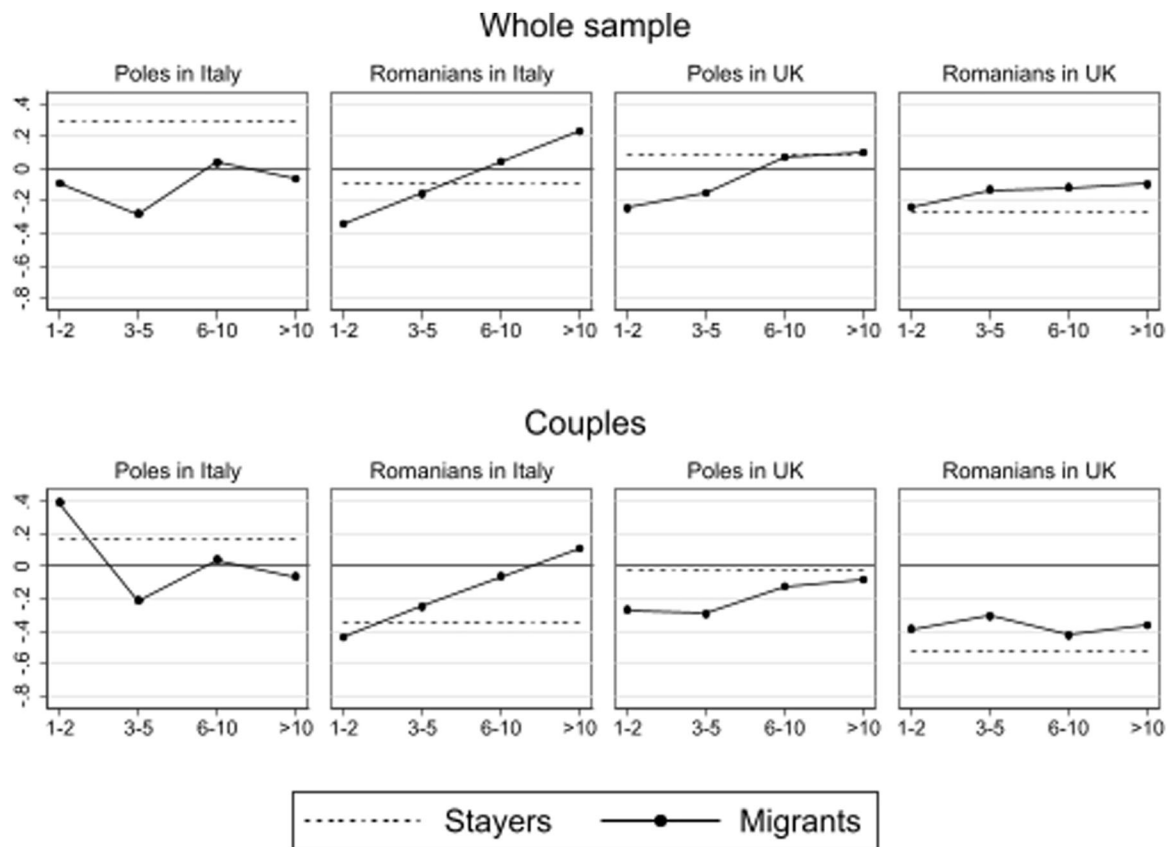 Whole sample
Poles in Italy Romanians in Italy Poles in UK Romanians in UK
.4
.2
0
-.2
-.4
-.6
-.8
1-2 3-5 6-10 >10 1-2 3-5 6-10 >10 1-2 3-5 6-10 >10 1-2 3-5 6-10 >10
Couples
Poles in Italy Romanians in Italy Poles in UK Romanians in UK
.4
.2
0
-.2
-.4
-.6
-.8
1-2 3-5 6-10 >10 1-2 3-5 6-10 >10 1-2 3-5 6-10 >10 1-2 3-5 6-10 >10
Stayers Migrants